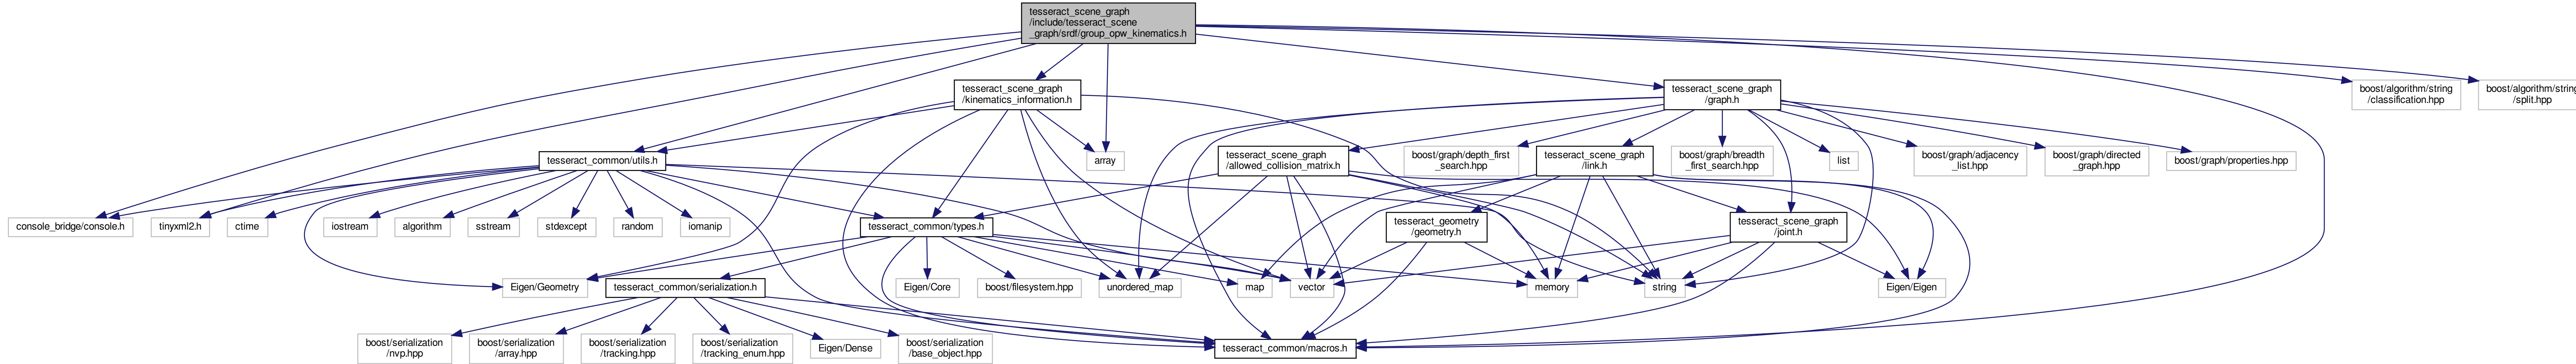 tesseract_scene_graph
/include/tesseract_scene
_graph/srdf/group_opw_kinematics.h
tesseract_scene_graph
/kinematics_information.h
tesseract_scene_graph
/graph.h
boost/algorithm/string
/classification.hpp
boost/algorithm/string
/split.hpp
tesseract_common/utils.h
array
tesseract_scene_graph
/allowed_collision_matrix.h
boost/graph/depth_first
_search.hpp
tesseract_scene_graph
/link.h
boost/graph/breadth
_first_search.hpp
list
boost/graph/adjacency
_list.hpp
boost/graph/directed
_graph.hpp
boost/graph/properties.hpp
console_bridge/console.h
tinyxml2.h
ctime
iostream
algorithm
sstream
stdexcept
random
iomanip
tesseract_common/types.h
tesseract_geometry
/geometry.h
tesseract_scene_graph
/joint.h
Eigen/Geometry
tesseract_common/serialization.h
Eigen/Core
boost/filesystem.hpp
unordered_map
map
vector
memory
string
Eigen/Eigen
boost/serialization
/nvp.hpp
boost/serialization
/array.hpp
boost/serialization
/tracking.hpp
boost/serialization
/tracking_enum.hpp
Eigen/Dense
boost/serialization
/base_object.hpp
tesseract_common/macros.h